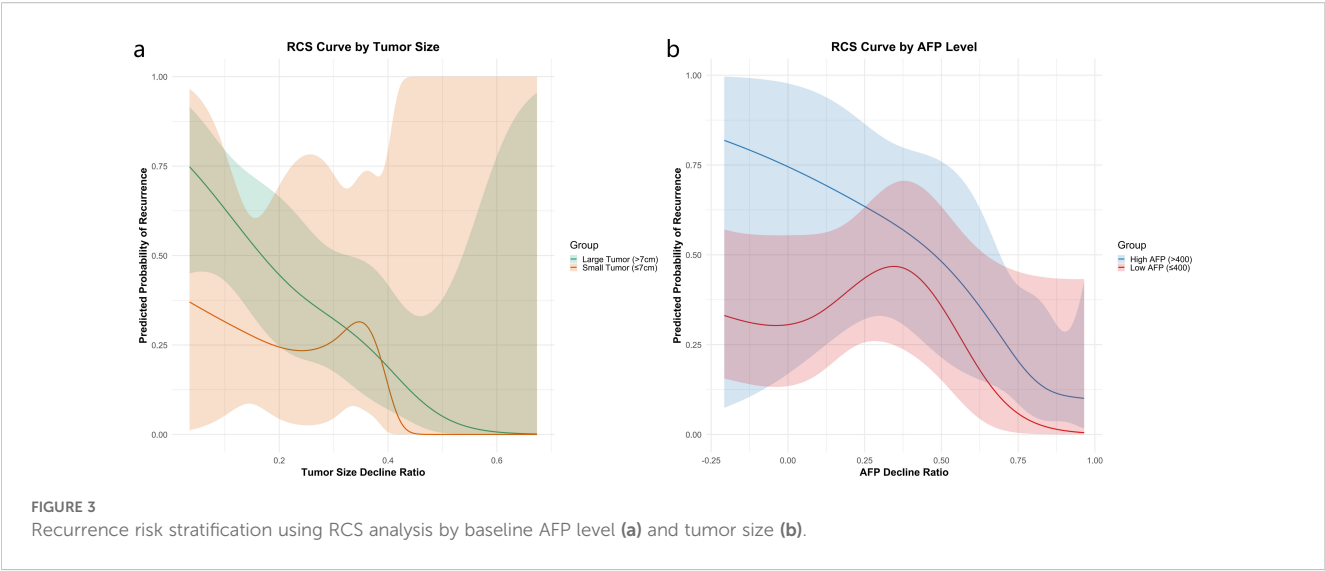 a
RCS Curve by Tumor Size
Predicted Probability of Recurrence
1.00
0.75
0.50
0.25
0.00
0.2 0.4 0.6
Tumor Size Decline Ratio
Group
Large Tumor (>7cm)
Small Tumor (≤7cm)
b
RCS Curve by AFP Level
Predicted Probability of Recurrence
1.00
0.75
0.50
0.25
0.00
-0.25 0.00 0.25 0.50 0.75 1.00
AFP Decline Ratio
Group
High AFP (>400)
Low AFP (≤400)
FIGURE 3
Recurrence risk stratification using RCS analysis by baseline AFP level (a) and tumor size (b).